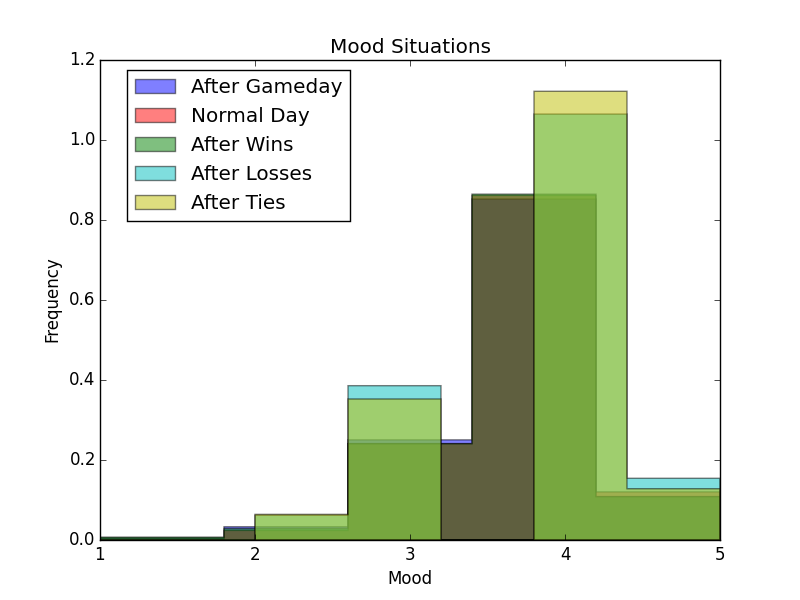 Mood Situations
After Gameday
Normal Day
After Wins
After Losses
After Ties
1.2
1.0
0.8
0.6
0.4
0.2
0.0
Frequency
1 2 3 4 5
Mood